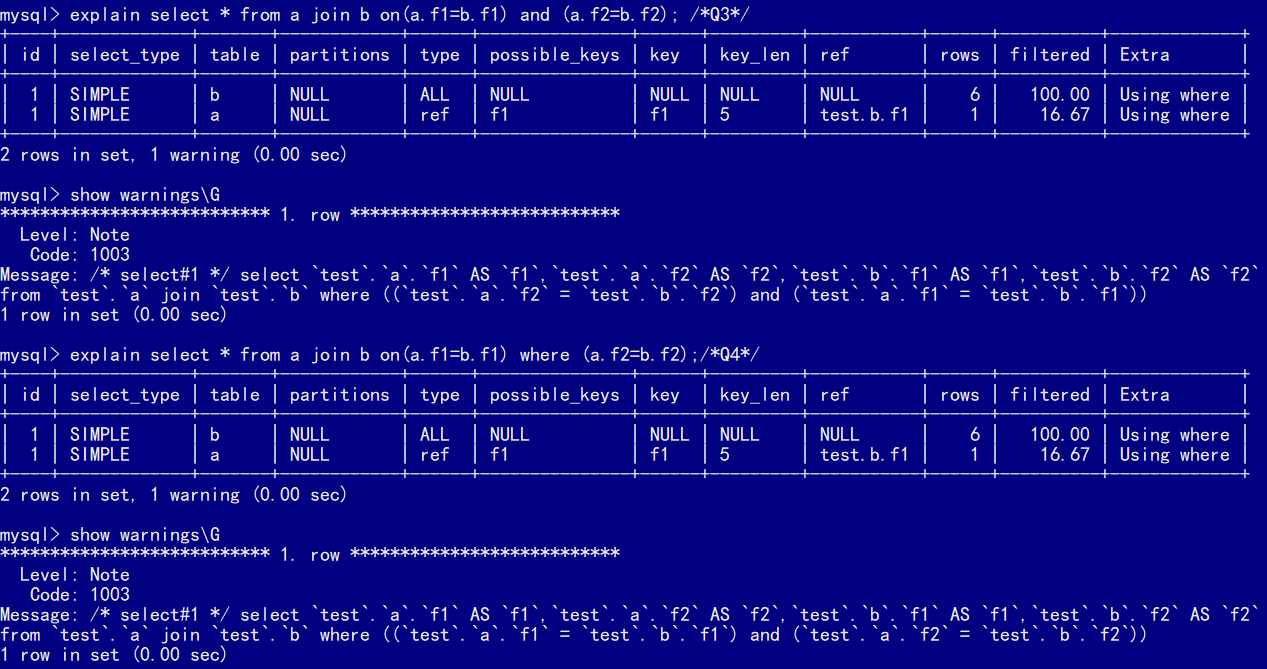 mysql> explain select * from a join b on(a.f1=b.f1) and (a.f2=b.f2); /*Q3*/
+----+-------------+-------+------------+------+---------------+------+---------+-----------+------+----------+-------------+
| id | select_type | table | partitions | type | possible_keys | key | key_len | ref | rows | filtered | Extra |
+----+-------------+-------+------------+------+---------------+------+---------+-----------+------+----------+-------------+
| 1 | SIMPLE | b | NULL | ALL | NULL | NULL | NULL | NULL | 6 | 100.00 | Using where |
| 1 | SIMPLE | a | NULL | ref | f1 | f1 | 5 | test.b.f1 | 1 | 16.67 | Using where |
+----+-------------+-------+------------+------+---------------+------+---------+-----------+------+----------+-------------+
2 rows in set, 1 warning (0.00 sec)
mysql> show warnings\G
*************************** 1. row ***************************
Level: Note
Code: 1003
Message: /* select#1 */ select `test`.`a`.`f1` AS `f1`,`test`.`a`.`f2` AS `f2`,`test`.`b`.`f1` AS `f1`,`test`.`b`.`f2` AS `f2`
from `test`.`a` join `test`.`b` where ((`test`.`a`.`f2` = `test`.`b`.`f2`) and (`test`.`a`.`f1` = `test`.`b`.`f1`))
1 row in set (0.00 sec)
mysql> explain select * from a join b on(a.f1=b.f1) where (a.f2=b.f2);/*Q4*/
+----+-------------+-------+------------+------+---------------+------+---------+-----------+------+----------+-------------+
| id | select_type | table | partitions | type | possible_keys | key | key_len | ref | rows | filtered | Extra |
+----+-------------+-------+------------+------+---------------+------+---------+-----------+------+----------+-------------+
| 1 | SIMPLE | b | NULL | ALL | NULL | NULL | NULL | NULL | 6 | 100.00 | Using where |
| 1 | SIMPLE | a | NULL | ref | f1 | f1 | 5 | test.b.f1 | 1 | 16.67 | Using where |
+----+-------------+-------+------------+------+---------------+------+---------+-----------+------+----------+-------------+
2 rows in set, 1 warning (0.00 sec)
mysql> show warnings\G
*************************** 1. row ***************************
Level: Note
Code: 1003
Message: /* select#1 */ select `test`.`a`.`f1` AS `f1`,`test`.`a`.`f2` AS `f2`,`test`.`b`.`f1` AS `f1`,`test`.`b`.`f2` AS `f2`
from `test`.`a` join `test`.`b` where ((`test`.`a`.`f1` = `test`.`b`.`f1`) and (`test`.`a`.`f2` = `test`.`b`.`f2`))
1 row in set (0.00 sec)